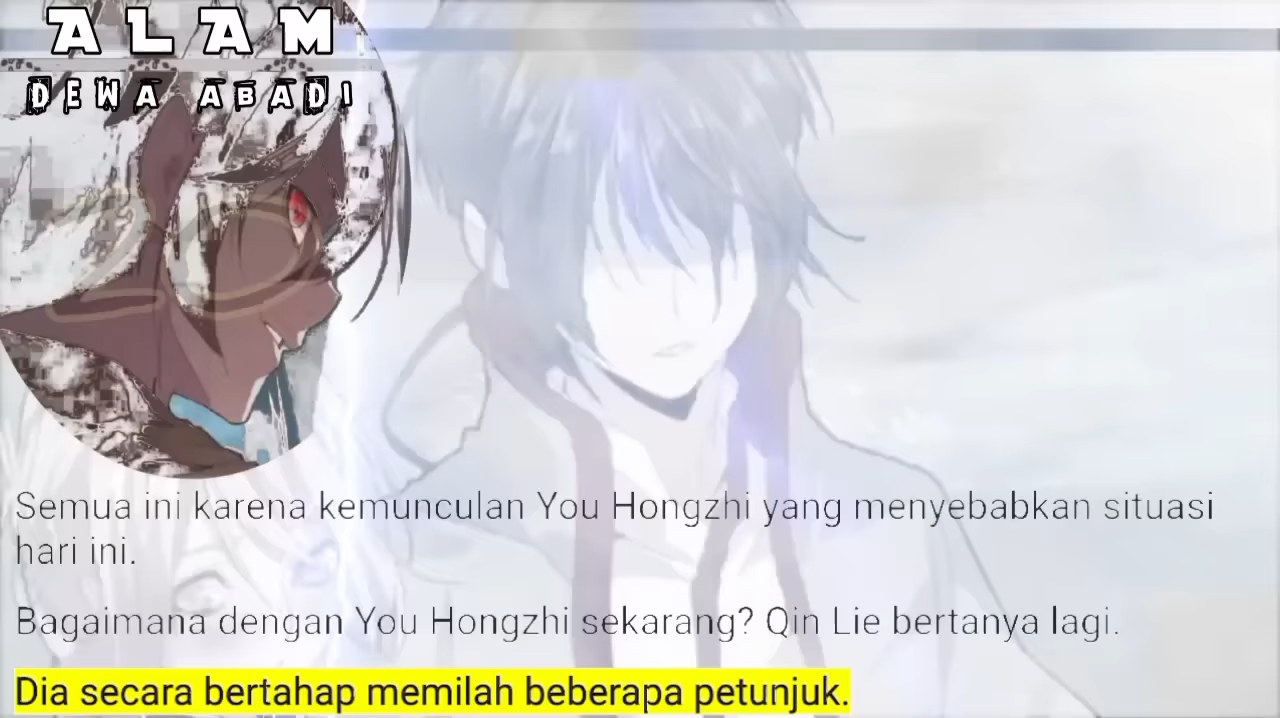 ALAM
DEWA ABADI
Semua ini karena kemunculan You Hongzhi yang menyebabkan situasi
hari ini.
Bagaimana dengan You Hongzhi sekarang? Qin Lie bertanya lagi.
Dia secara bertahap memilah beberapa petunjuk.